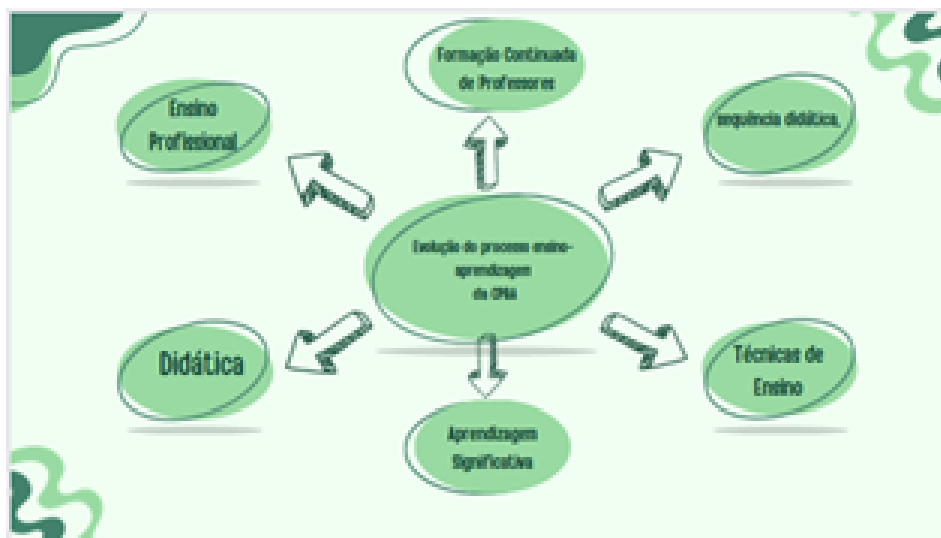 Formação Continuada
de Professores
Ensino
Profissional
sequência didática,
Evolução do processo ensino-
aprendizagem
Didática
Técnicas de
Ensino
Aprendizagem
Significativa